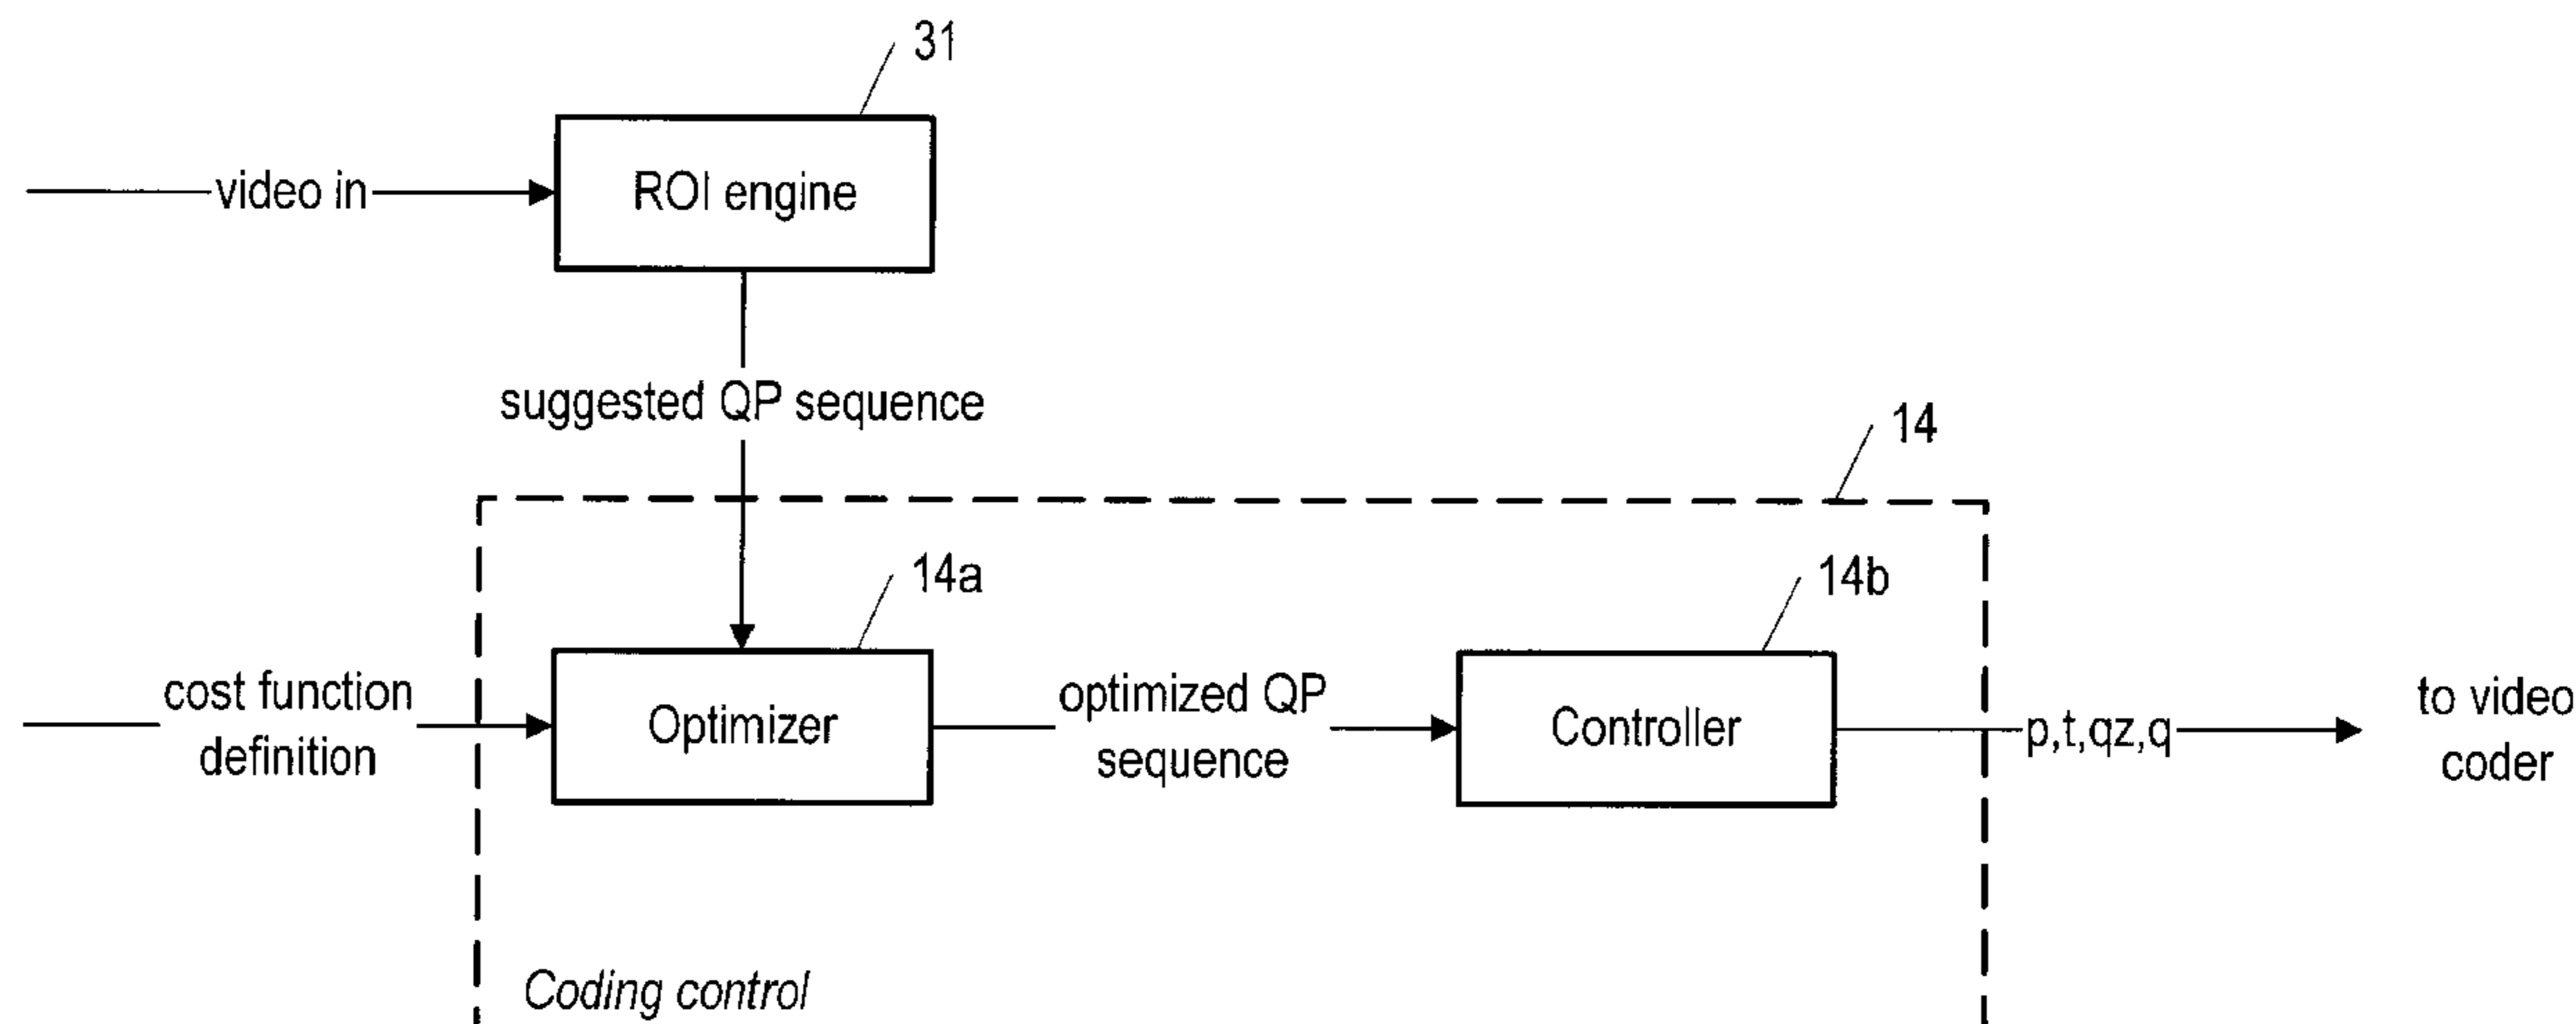 31
video in
ROI engine
suggested QP sequence
14
14a
14b
cost function
definition
Optimizer
optimized QP
sequence
Controller
p,t,qz,q
to video
coder
Coding control